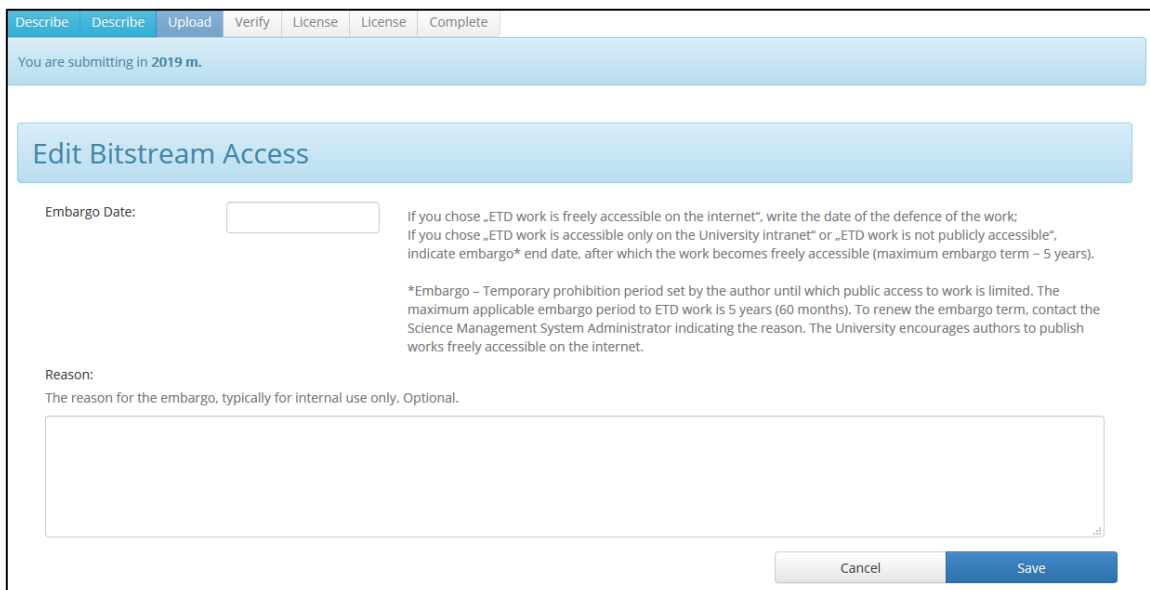 Describe Describe Upload Verify License License Complete
You are submitting in 2019 m.
Edit Bitstream Access
Embargo Date:
If you chose „ETD work is freely accessible on the internet“, write the date of the defence of the work;
If you chose „ETD work is accessible only on the University intranet“ or „ETD work is not publicly accessible“,
indicate embargo* end date, after which the work becomes freely accessible (maximum embargo term – 5 years).
*Embargo – Temporary prohibition period set by the author until which public access to work is limited. The
maximum applicable embargo period to ETD work is 5 years (60 months). To renew the embargo term, contact the
Science Management System Administrator indicating the reason. The University encourages authors to publish
works freely accessible on the internet.
Reason:
The reason for the embargo, typically for internal use only. Optional.
Cancel Save